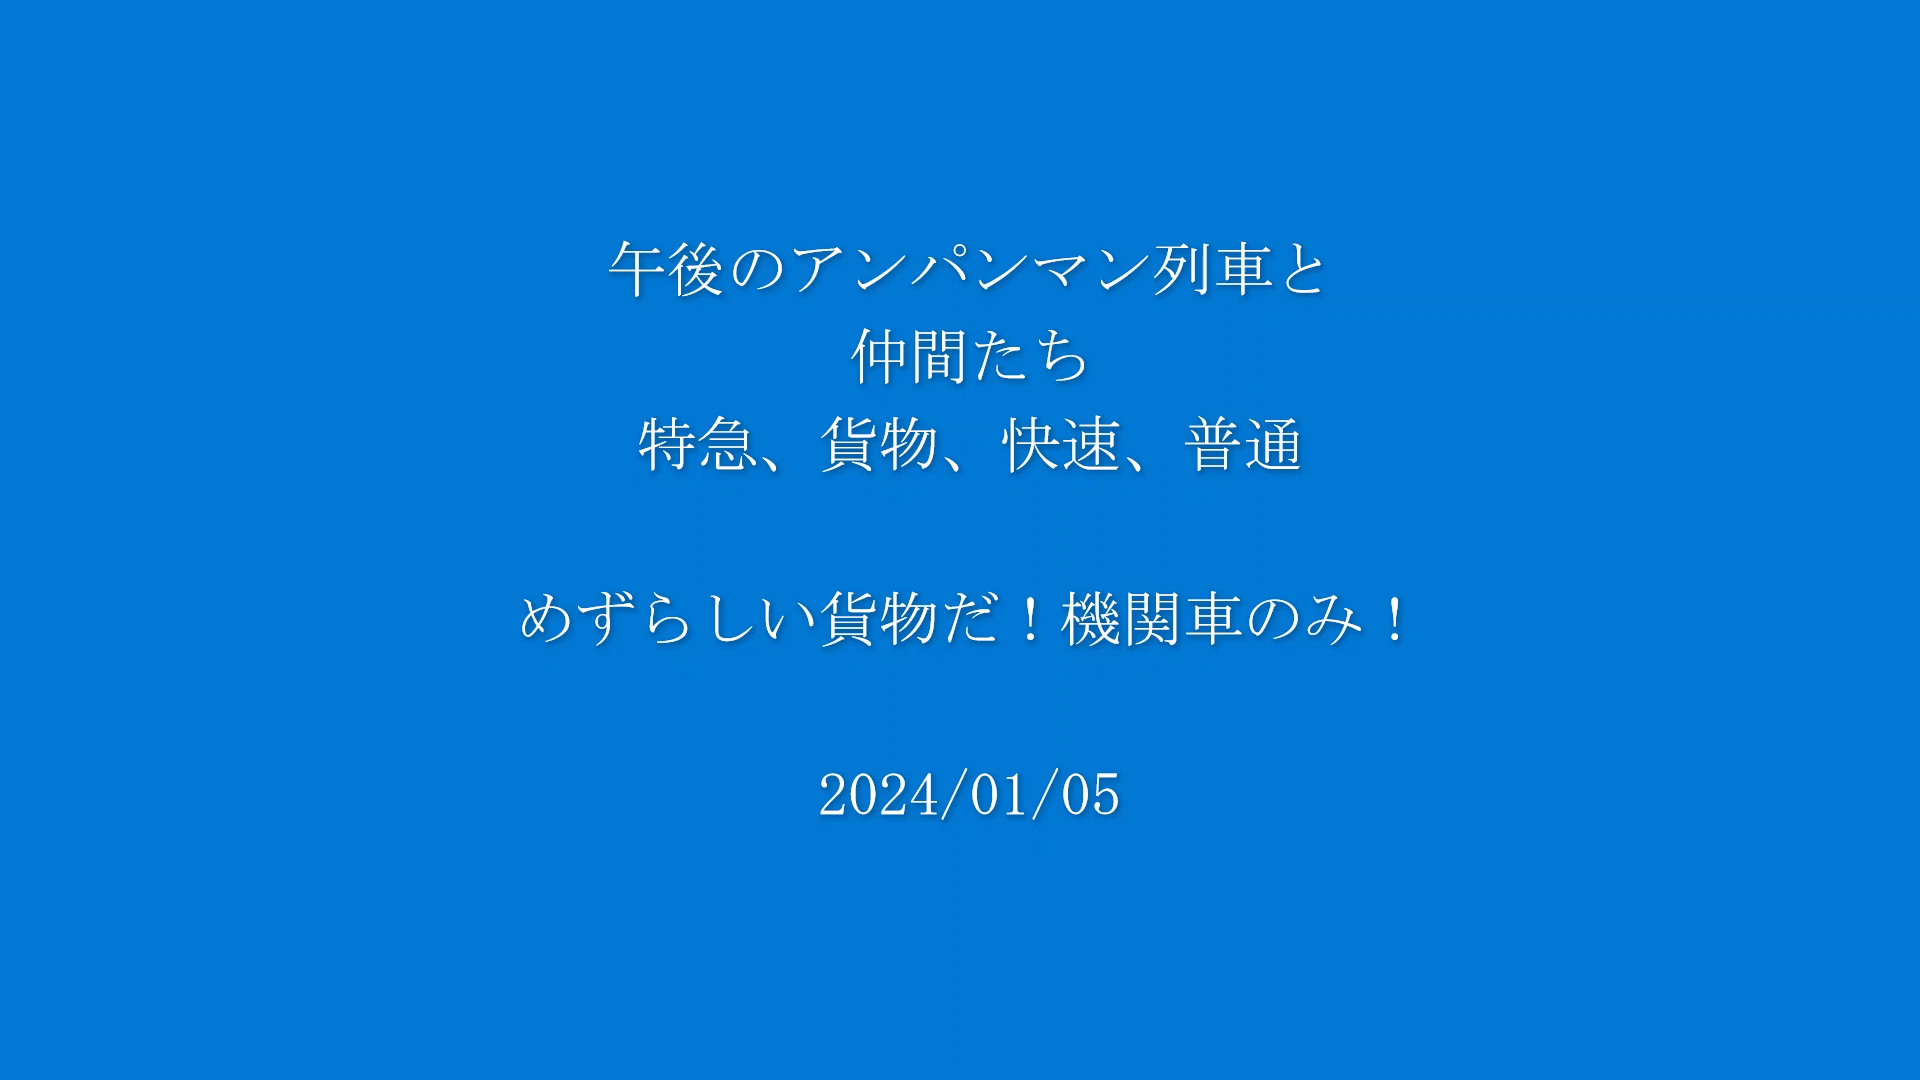 午後のアンパンマン列車と
仲間たち
特急、貨物、快速、普通
めずらしい貨物だ！機関車のみ！
2024/01/05